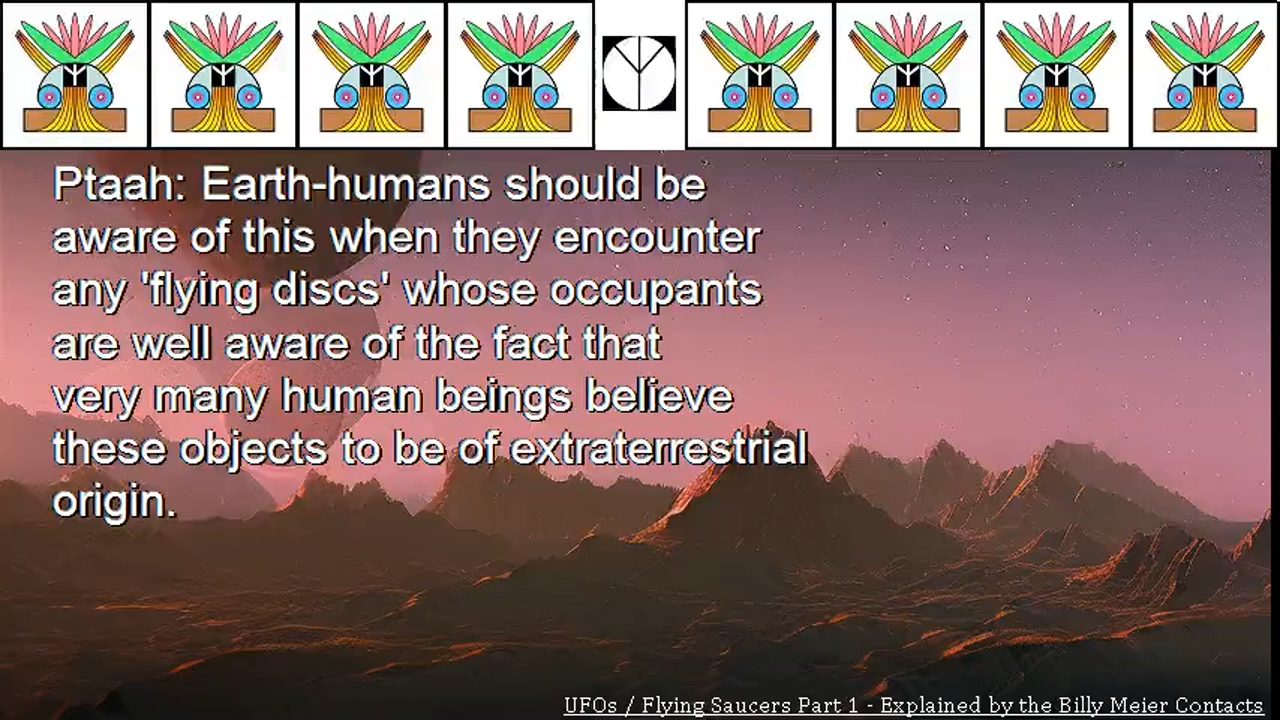 Ptaah: Earth-humans should be
aware of this when they encounter
any 'flying discs' whose occupants
are well aware of the fact that
very many human beings believe
these objects to be of extraterrestrial
origin.
UFOs / Flying Saucers Part 1 - Explained by the Billy Meier Contacts